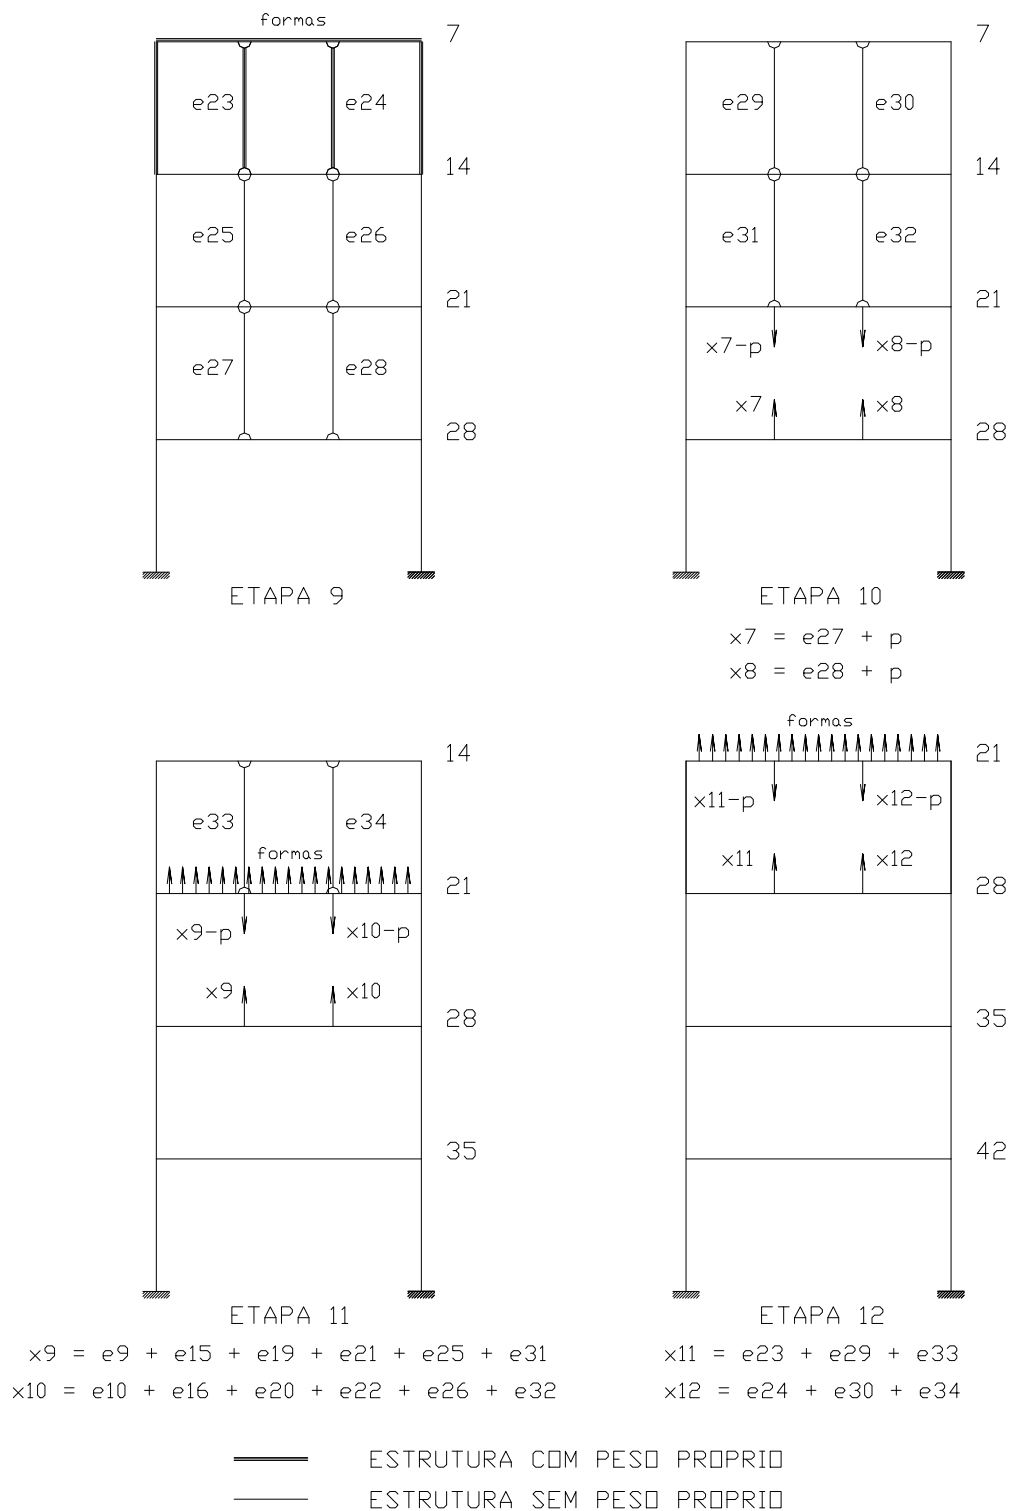 formas
7
e23 e24
14
e25 e26
21
e27 e28
28
ETAPA 9
7
e29 e30
14
e31 e32
21
x7-p x8-p
x7 x8
28
ETAPA 10
x7 = e27 + p
x8 = e28 + p
14
e33 e34
formas
21
x9-p x10-p
x9 x10
28
35
ETAPA 11
x9 = e9 + e15 + e19 + e21 + e25 + e31
x10 = e10 + e16 + e20 + e22 + e26 + e32
formas
21
x11-p x12-p
x11 x12
28
35
42
ETAPA 12
x11 = e23 + e29 + e33
x12 = e24 + e30 + e34
ESTRUTURA COM PESO PROPRIO
ESTRUTURA SEM PESO PROPRIO